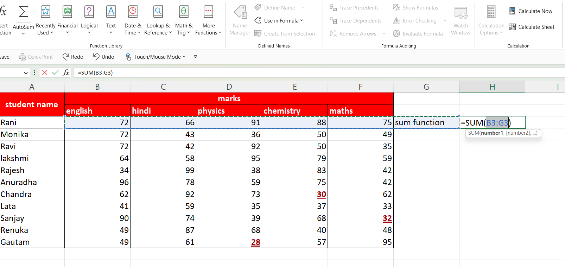 AutoSum Recently Used Financial Logical Text Date & Time Lookup & Reference Math & Trig More Functions
Function Library
Name Manager
Define Name
Use in Formula
Create from Selection
Defined Names
Trace Precedents
Trace Dependents
Remove Arrows
Show Formulas
Error Checking
Evaluate Formula
Formula Auditing
Watch Window
Calculation Options
Calculate Now
Calculate Sheet
Calculation
Quick Print Redo Undo Touch/Mouse Mode
fx =SUM(B3:G3)
A B C D E F G H I
student name marks
english hindi physics chemistry maths
Rani 72 66 91 88 75 sum function =SUM(B3:G3)
SUM(number1, [number2], ...)
Monika 72 43 36 50 49
Ravi 72 42 92 50 35
lakshmi 64 58 95 79 59
Rajesh 34 99 38 83 42
Anuradha 96 78 59 75 42
Chandra 62 92 73 30 62
Lata 41 59 35 37 33
Sanjay 90 74 39 68 32
Renuka 49 87 68 40 48
Gautam 49 61 28 57 95